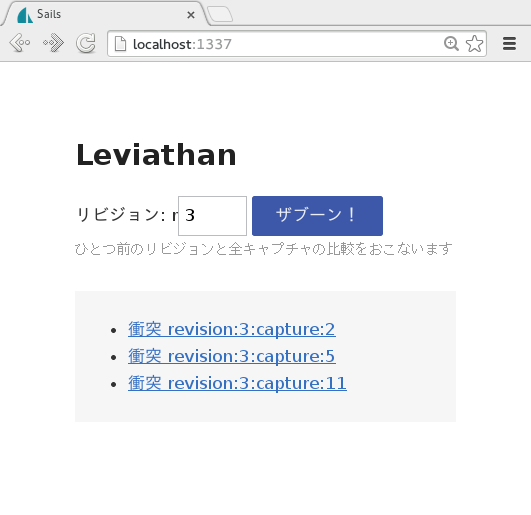 Sails
localhost:1337
Leviathan
リビジョン: r 3 ザブーン！
ひとつ前のリビジョンと全キャプチャの比較をおこないます
衝突 revision:3:capture:2
衝突 revision:3:capture:5
衝突 revision:3:capture:11